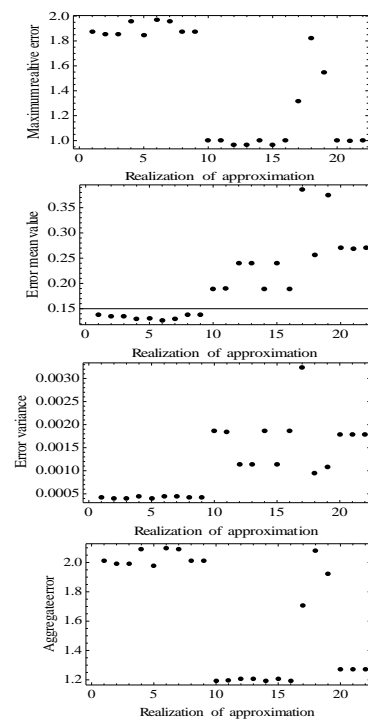 Maximum realtive error
2.0
1.8
1.6
1.4
1.2
1.0
0 5 10 15 20
Realization of approximation
Error mean value
0.35
0.30
0.25
0.20
0.15
0 5 10 15 20
Realization of approximation
Error variance
0.0030
0.0025
0.0020
0.0015
0.0010
0.0005
0 5 10 15 20
Realization of approximation
Aggregate error
2.0
1.8
1.6
1.4
1.2
0 5 10 15 20
Realization of approximation